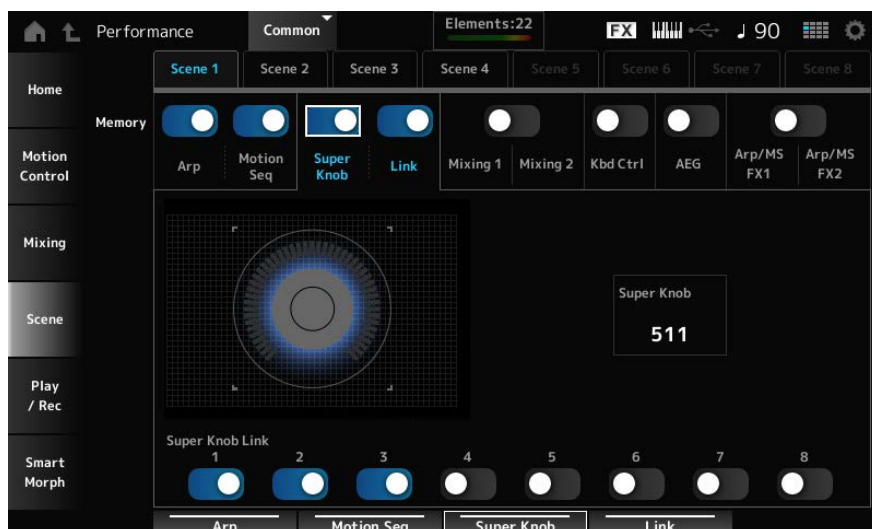 Performance
Common
Elements:22
FX
90
Home
Motion
Control
Mixing
Scene
Play
/ Rec
Smart
Morph
Scene 1
Scene 2
Scene 3
Scene 4
Scene 5
Scene 6
Scene 7
Scene 8
Memory
Arp
Motion
Seq
Super
Knob
Link
Mixing 1
Mixing 2
Kbd Ctrl
AEG
Arp/MS
FX1
Arp/MS
FX2
Super Knob
511
Super Knob Link
1 2 3 4 5 6 7 8
Arp
Motion Seq
Super Knob
Link